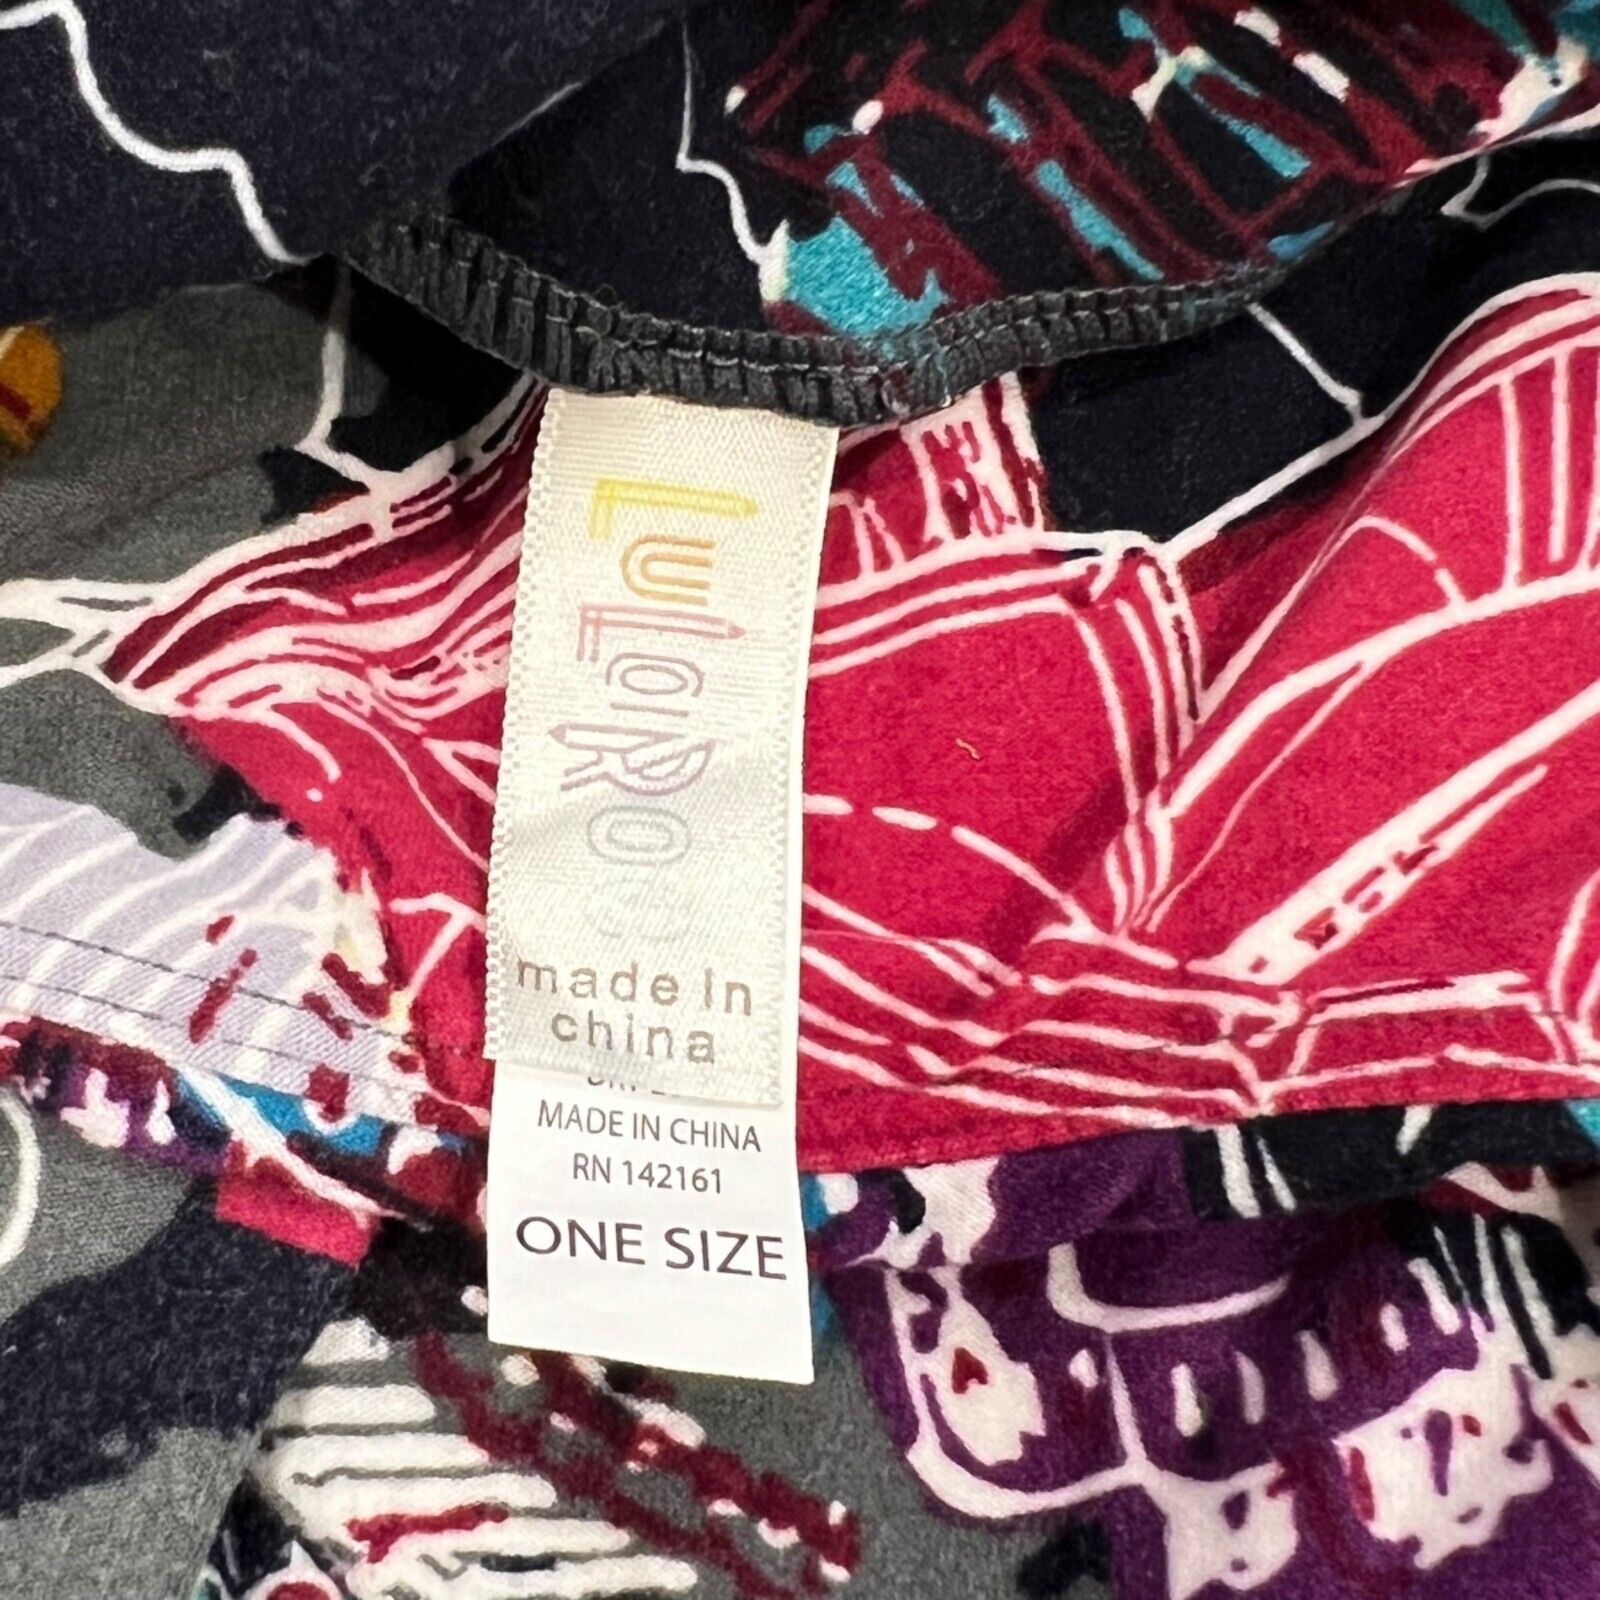 LuLaRoe
made in
china
MADE IN CHINA
RN 142161
ONE SIZE